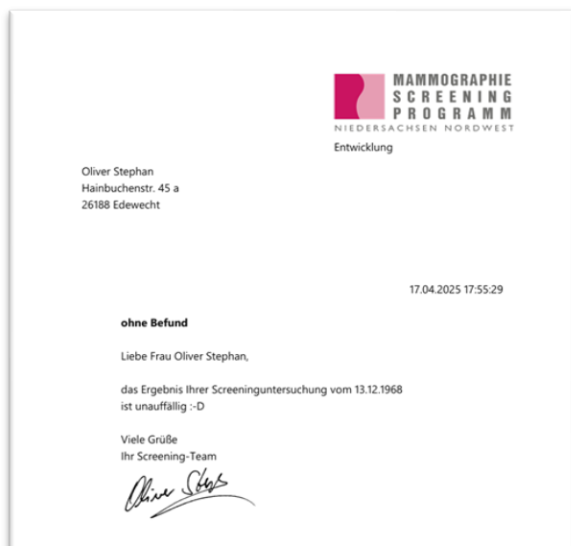 MAMMOGRAPHIE
SCREENING
PROGRAMM
NIEDERSACHSEN NORDWEST
Entwicklung
Oliver Stephan
Hainbuchenstr. 45 a
26188 Edewecht
17.04.2025 17:55:29
ohne Befund
Liebe Frau Oliver Stephan,
das Ergebnis Ihrer Screeninguntersuchung vom 13.12.1968
ist unauffällig :-D
Viele Grüße
Ihr Screening-Team
Oliver